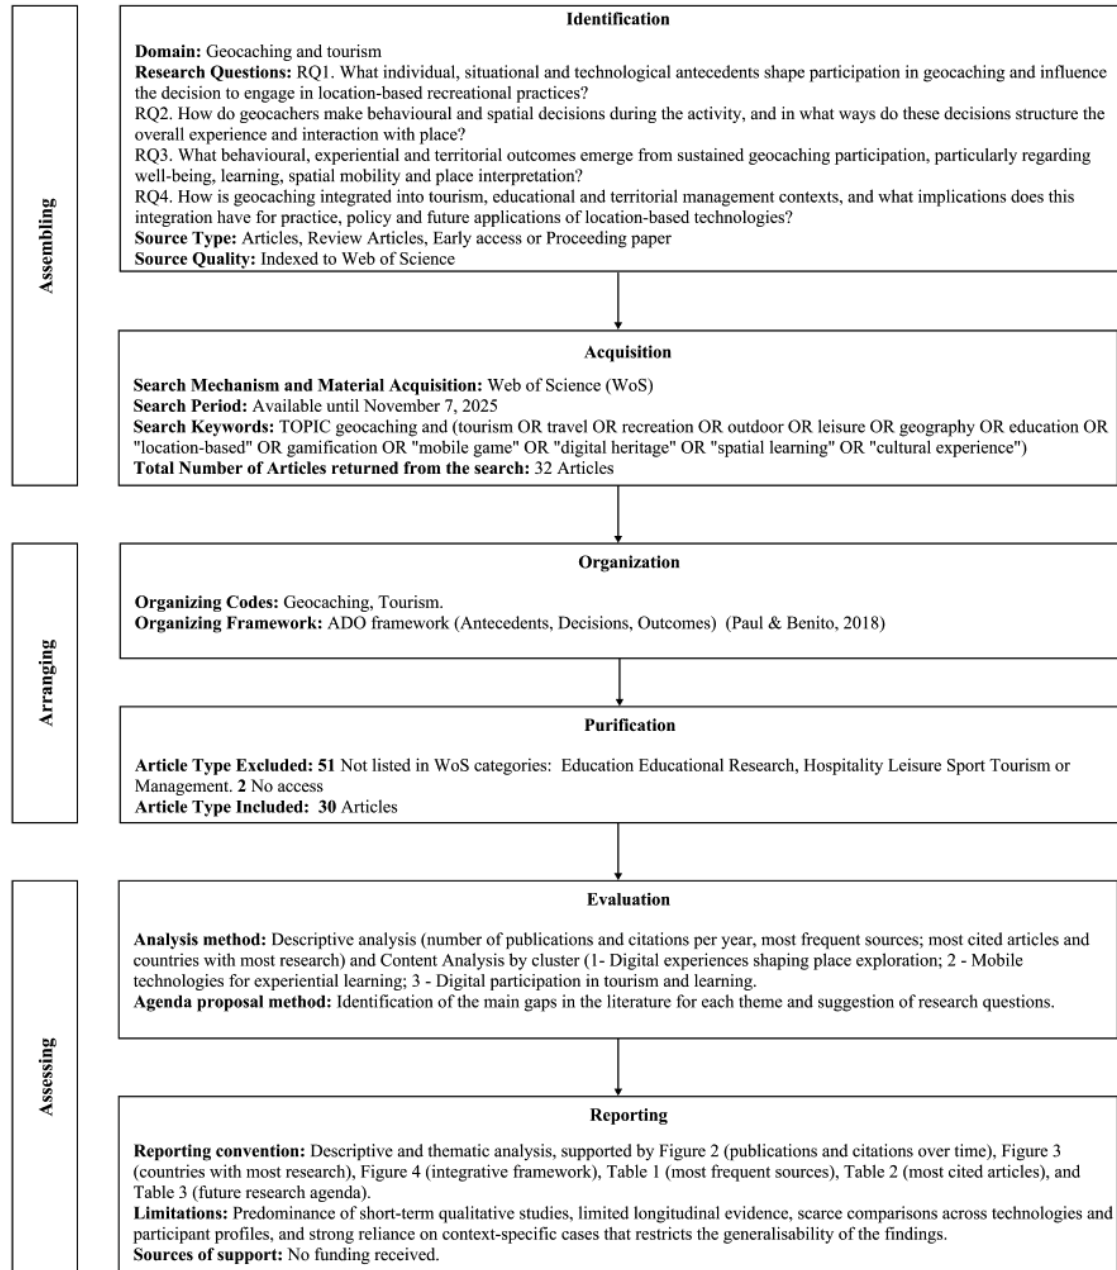 Assembling
Identification
Domain: Geocaching and tourism
Research Questions: RQ1. What individual, situational and technological antecedents shape participation in geocaching and influence
the decision to engage in location-based recreational practices?
RQ2. How do geocachers make behavioural and spatial decisions during the activity, and in what ways do these decisions structure the
overall experience and interaction with place?
RQ3. What behavioural, experiential and territorial outcomes emerge from sustained geocaching participation, particularly regarding
well-being, learning, spatial mobility and place interpretation?
RQ4. How is geocaching integrated into tourism, educational and territorial management contexts, and what implications does this
integration have for practice, policy and future applications of location-based technologies?
Source Type: Articles, Review Articles, Early access or Proceeding paper
Source Quality: Indexed to Web of Science
Acquisition
Search Mechanism and Material Acquisition: Web of Science (WoS)
Search Period: Available until November 7, 2025
Search Keywords: TOPIC geocaching and (tourism OR travel OR recreation OR outdoor OR leisure OR geography OR education OR
"location-based" OR gamification OR "mobile game" OR "digital heritage" OR "spatial learning" OR "cultural experience")
Total Number of Articles returned from the search: 32 Articles
Arranging
Organization
Organizing Codes: Geocaching, Tourism.
Organizing Framework: ADO framework (Antecedents, Decisions, Outcomes) (Paul & Benito, 2018)
Purification
Article Type Excluded: 51 Not listed in WoS categories: Education Educational Research, Hospitality Leisure Sport Tourism or
Management. 2 No access
Article Type Included: 30 Articles
Assessing
Evaluation
Analysis method: Descriptive analysis (number of publications and citations per year, most frequent sources; most cited articles and
countries with most research) and Content Analysis by cluster (1- Digital experiences shaping place exploration; 2 - Mobile
technologies for experiential learning; 3 - Digital participation in tourism and learning.
Agenda proposal method: Identification of the main gaps in the literature for each theme and suggestion of research questions.
Reporting
Reporting convention: Descriptive and thematic analysis, supported by Figure 2 (publications and citations over time), Figure 3
(countries with most research), Figure 4 (integrative framework), Table 1 (most frequent sources), Table 2 (most cited articles), and
Table 3 (future research agenda).
Limitations: Predominance of short-term qualitative studies, limited longitudinal evidence, scarce comparisons across technologies and
participant profiles, and strong reliance on context-specific cases that restricts the generalisability of the findings.
Sources of support: No funding received.